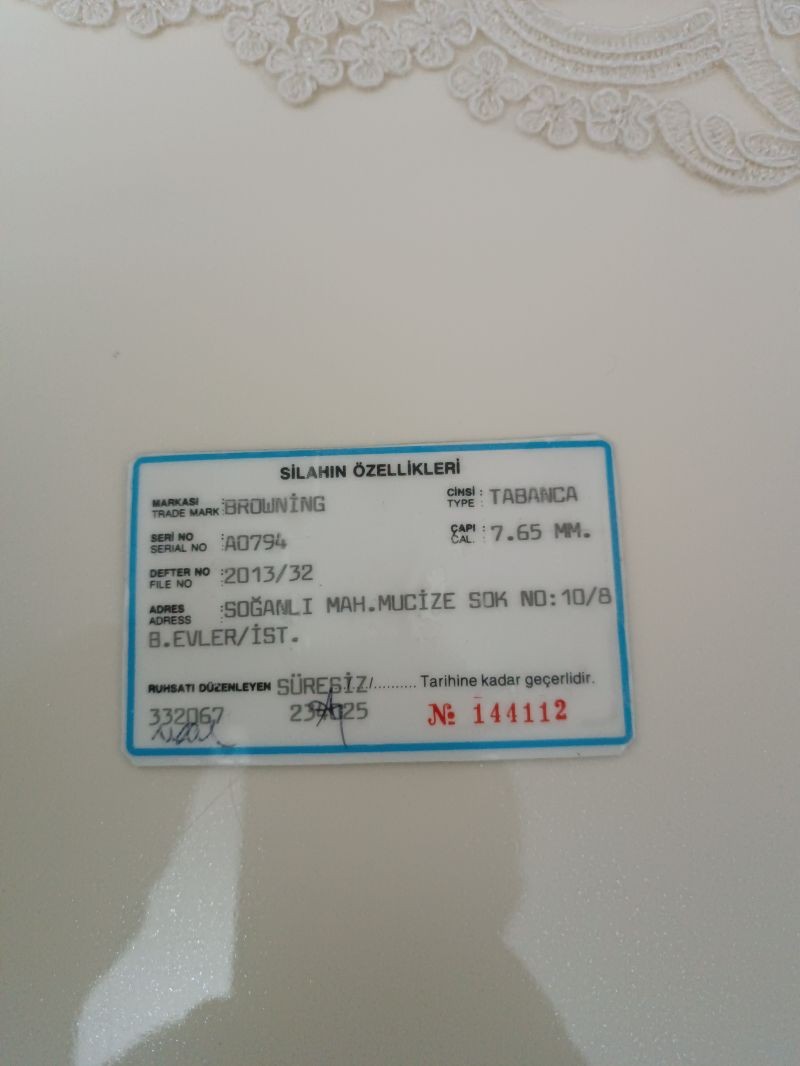 SİLAHIN ÖZELLİKLERİ
MARKASI TRADE MARK : BROWNİNG CİNSİ TYPE : TABANCA
SERİ NO SERIAL NO : A0794 ÇAPI CAL. : 7.65 MM.
DEFTER NO FILE NO : 2013/32
ADRES ADRESS : SOĞANLI MAH.MUCİZE SOK NO:10/8
B.EVLER/İST.
RUHSATI DÜZENLEYEN SÜRESİZ/.......... Tarihine kadar geçerlidir.
332067 № 144112